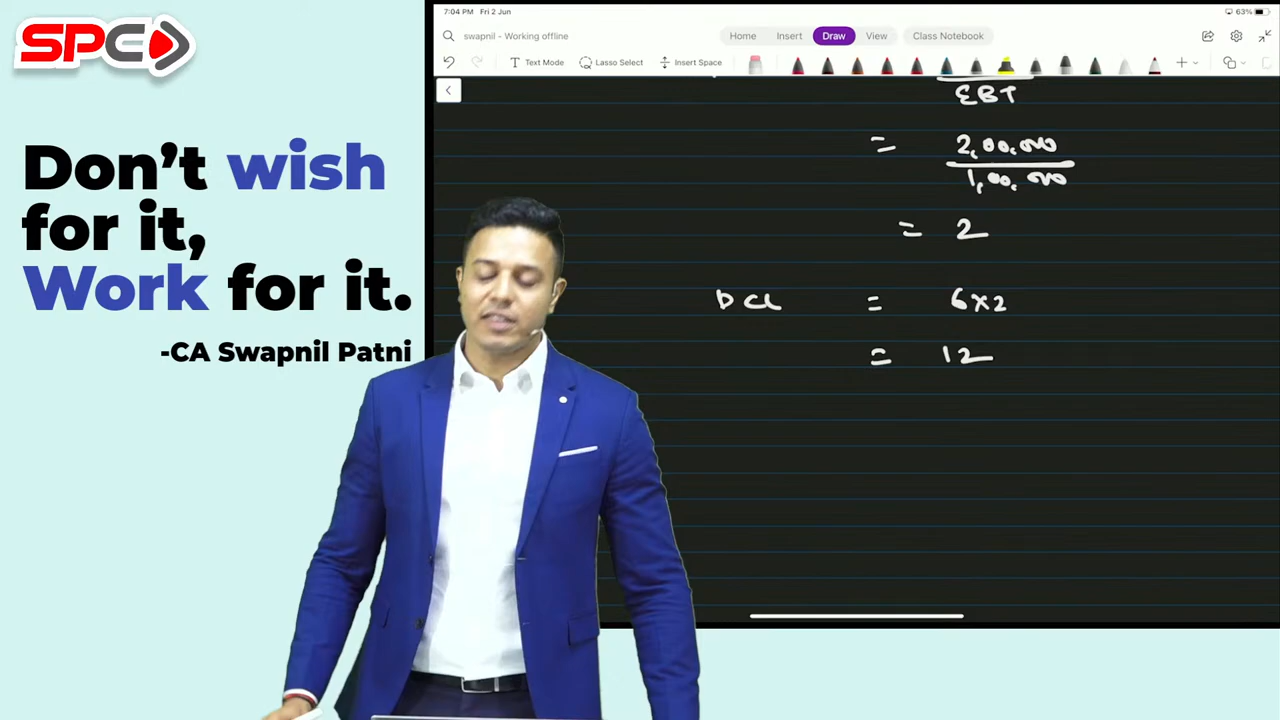 SPC
Don't wish
for it,
Work for it.
-CA Swapnil Patni
7:04 PM Fri 2 Jun
63%
swapnil - Working offline
Home Insert Draw View Class Notebook
Text Mode Lasso Select Insert Space
EBT
= 2,00,000
1,00,000
= 2
DCL = 6x2
= 12